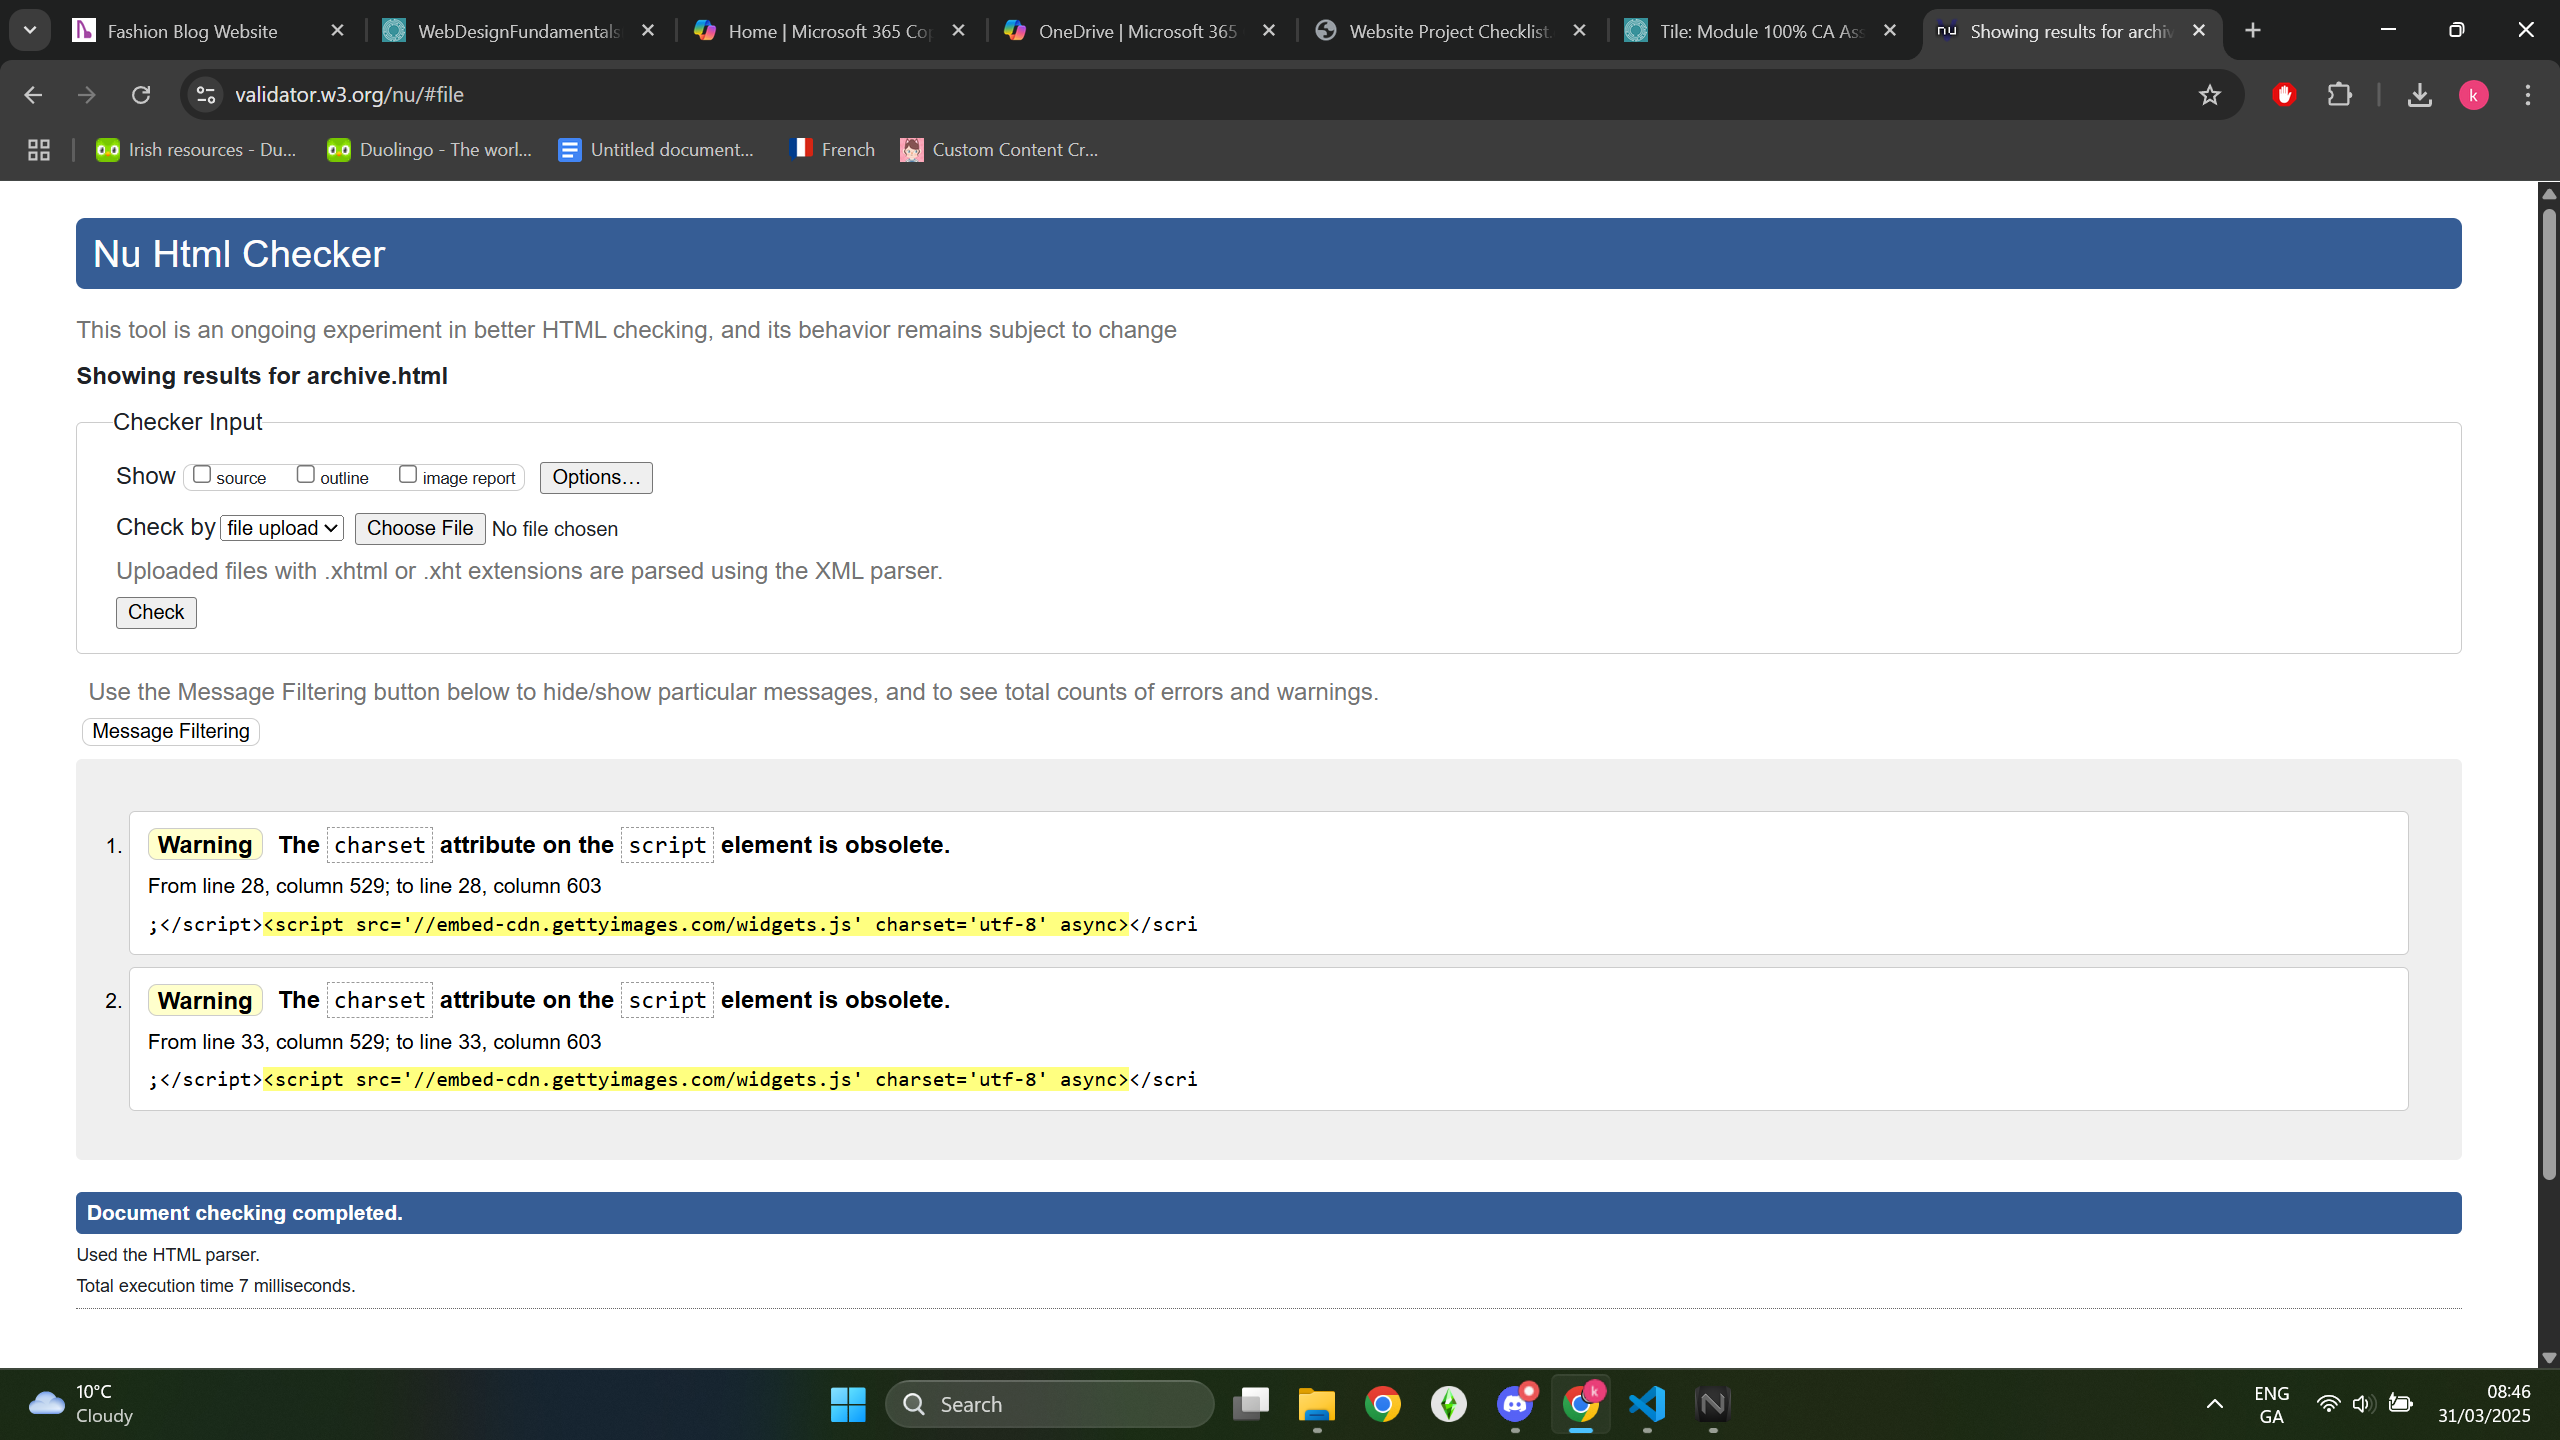 Fashion Blog Website
WebDesignFundamentals
Home | Microsoft 365 Cop
OneDrive | Microsoft 365
Website Project Checklist.
Tile: Module 100% CA Ass
nu Showing results for archiv
validator.w3.org/nu/#file
k
Irish resources - Du...
Duolingo - The worl...
Untitled document...
French
Custom Content Cr...
Nu Html Checker
This tool is an ongoing experiment in better HTML checking, and its behavior remains subject to change
Showing results for archive.html
Checker Input
Show source outline image report Options…
Check by file upload Choose File No file chosen
Uploaded files with .xhtml or .xht extensions are parsed using the XML parser.
Check
Use the Message Filtering button below to hide/show particular messages, and to see total counts of errors and warnings.
Message Filtering
1. Warning The charset attribute on the script element is obsolete.
From line 28, column 529; to line 28, column 603
;</script><script src='//embed-cdn.gettyimages.com/widgets.js' charset='utf-8' async></scri
2. Warning The charset attribute on the script element is obsolete.
From line 33, column 529; to line 33, column 603
;</script><script src='//embed-cdn.gettyimages.com/widgets.js' charset='utf-8' async></scri
Document checking completed.
Used the HTML parser.
Total execution time 7 milliseconds.
10°C
Cloudy
Search
k
N
ENG
GA
08:46
31/03/2025